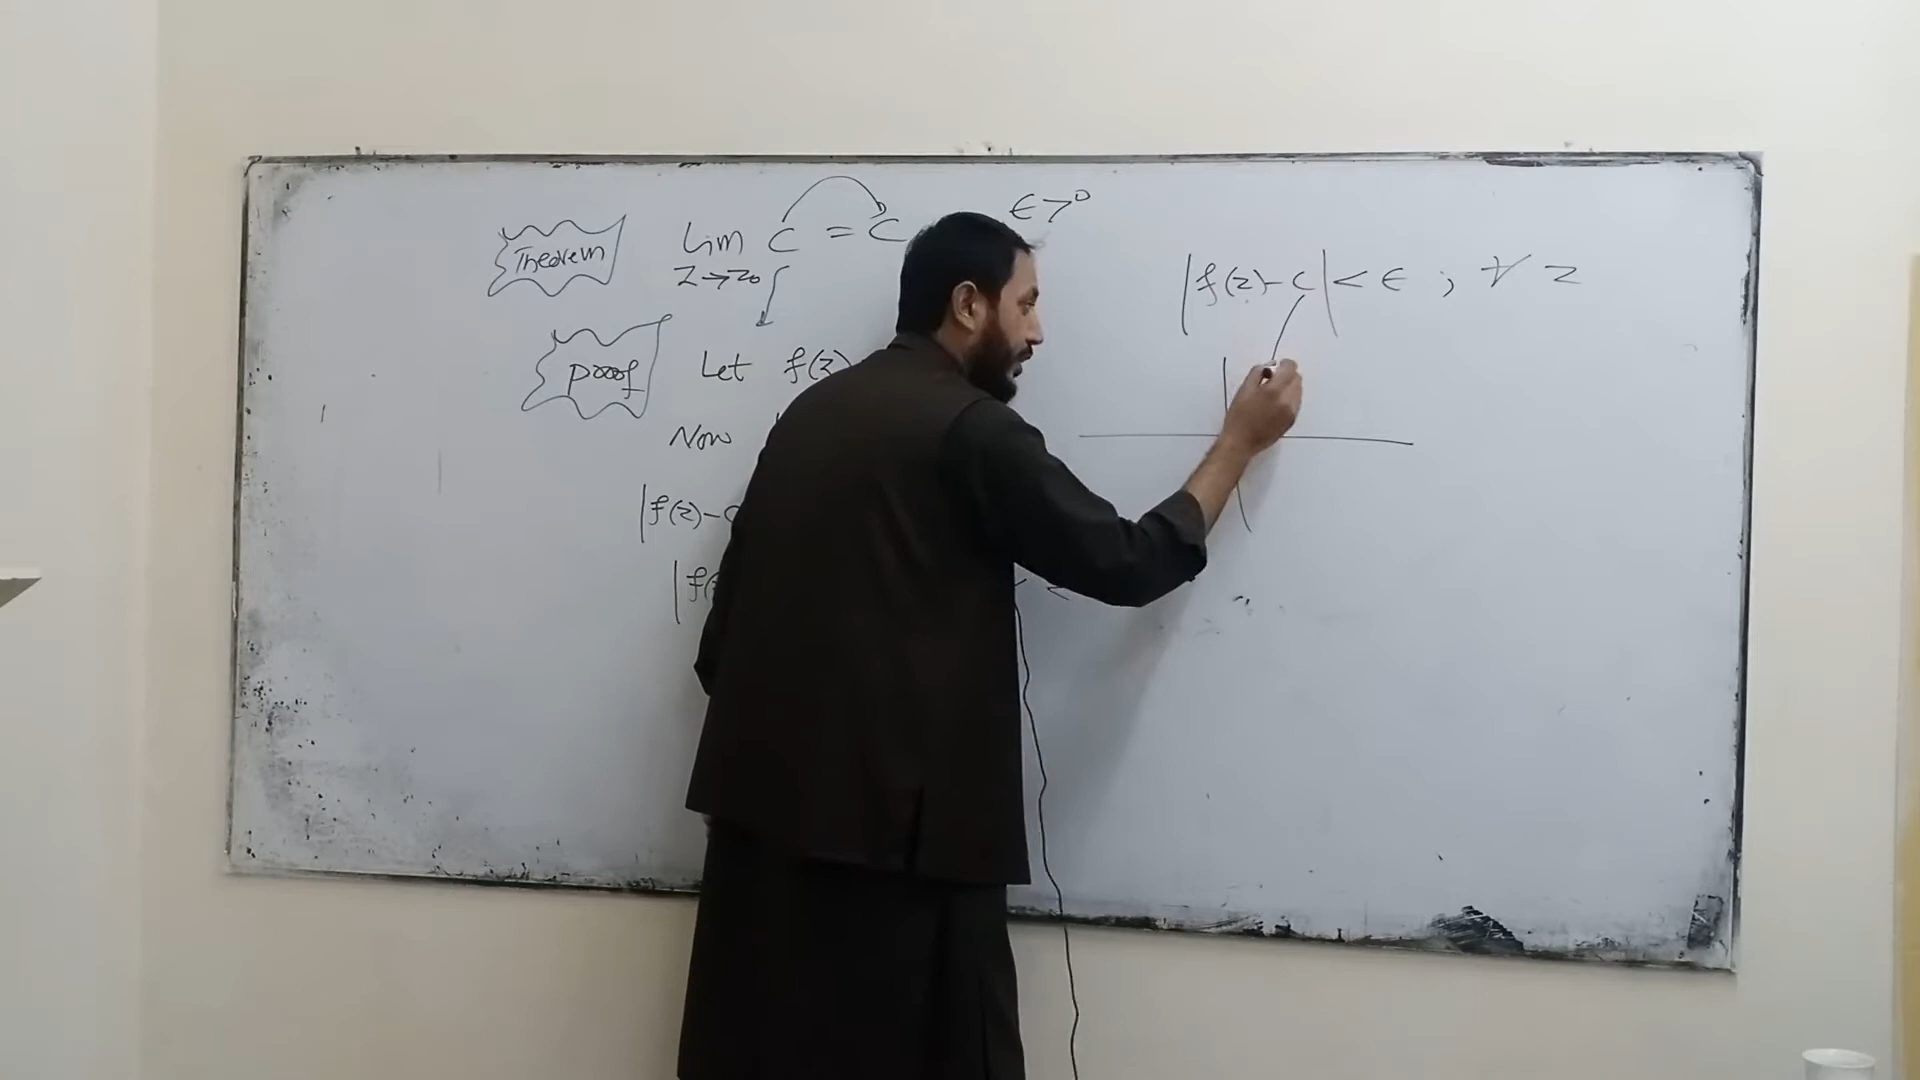 Theorem lim C = C
z→z₀
ϵ>0
Proof Let f(z)
Now
|f(z)-C
|f(
|f(z)-C|<ϵ ; ∀ z